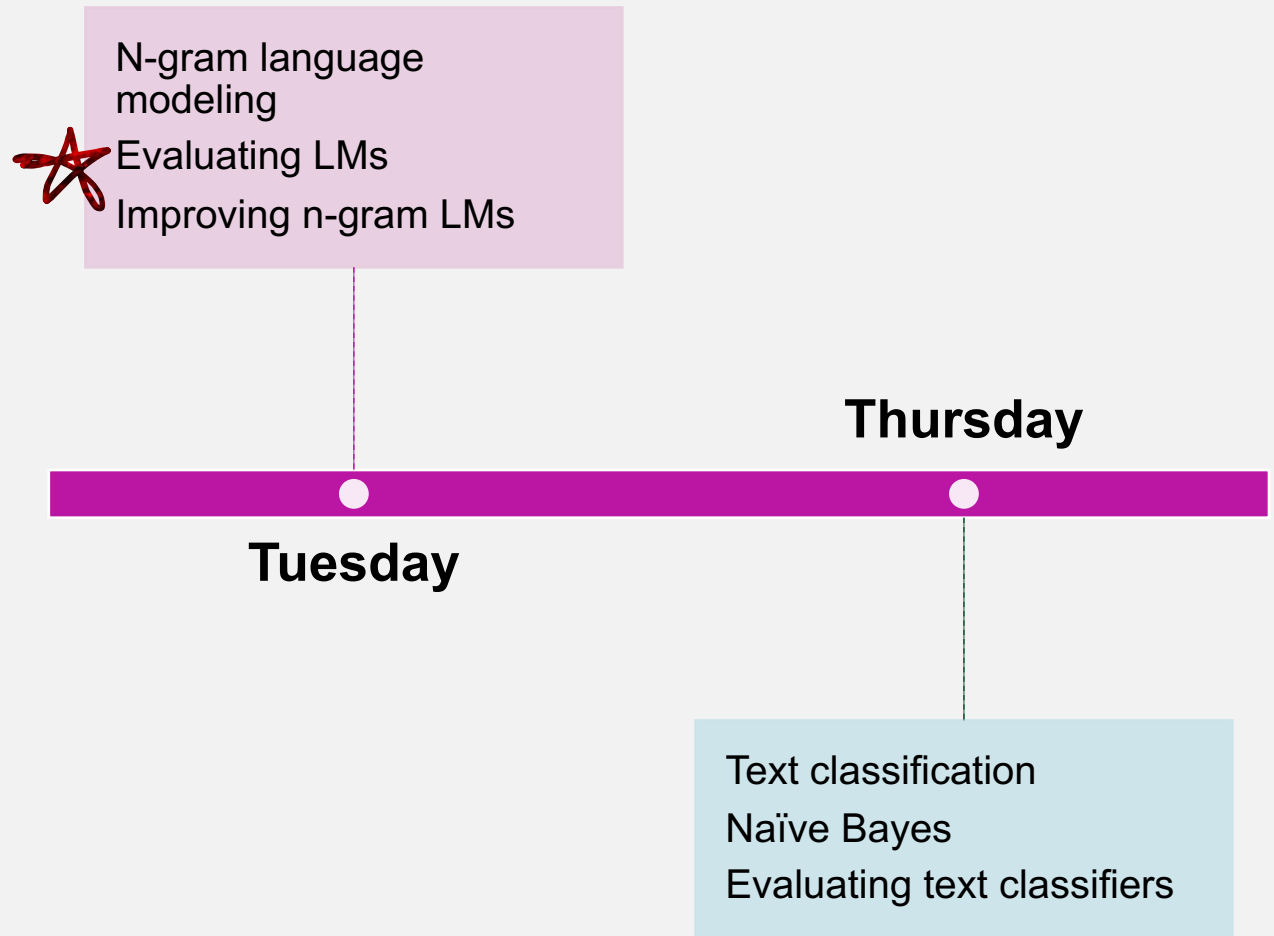 N-gram language
modeling
Evaluating LMs
Improving n-gram LMs
Thursday
Tuesday
Text classification
Naïve Bayes
Evaluating text classifiers